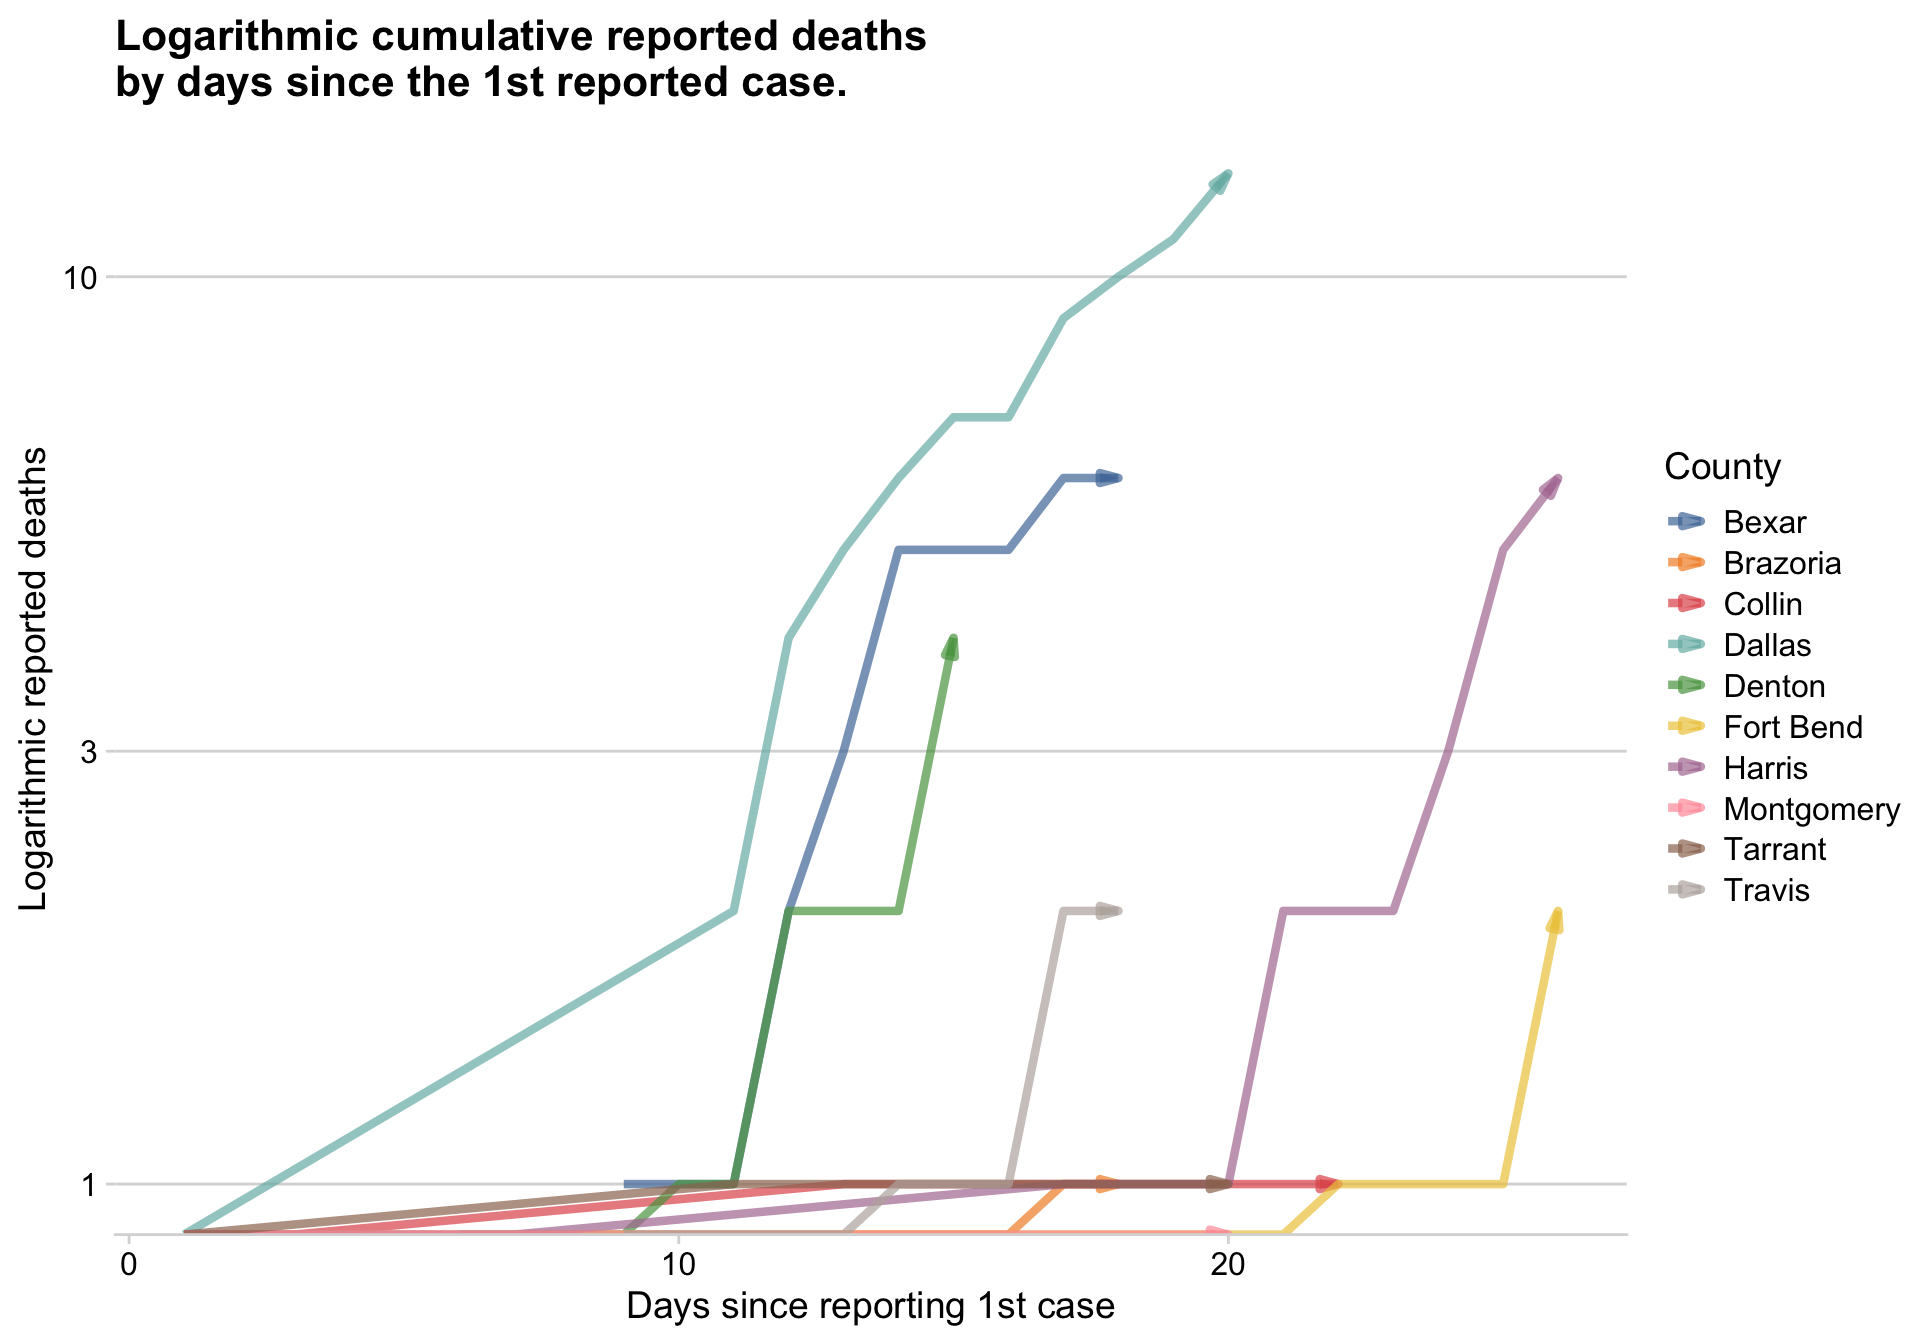 Logarithmic cumulative reported deaths
by days since the 1st reported case.
10
3
1
Logarithmic reported deaths
0
10
20
Days since reporting 1st case
County
Bexar
Brazoria
Collin
Dallas
Denton
Fort Bend
Harris
Montgomery
Tarrant
Travis